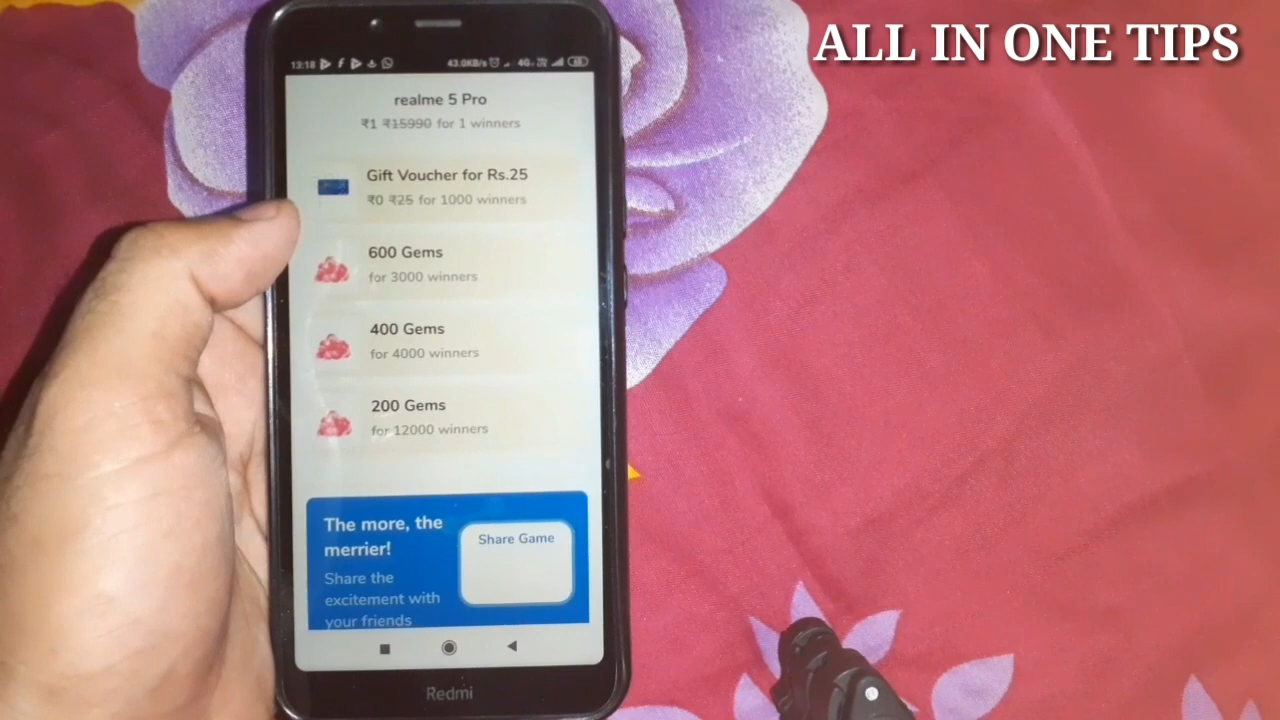 ALL IN ONE TIPS
13:18
43.0KB/s
4G
realme 5 Pro
₹1 ₹15990 for 1 winners
Gift Voucher for Rs.25
₹0 ₹25 for 1000 winners
600 Gems
for 3000 winners
400 Gems
for 4000 winners
200 Gems
for 12000 winners
The more, the
merrier!
Share Game
Share the
excitement with
your friends
Redmi